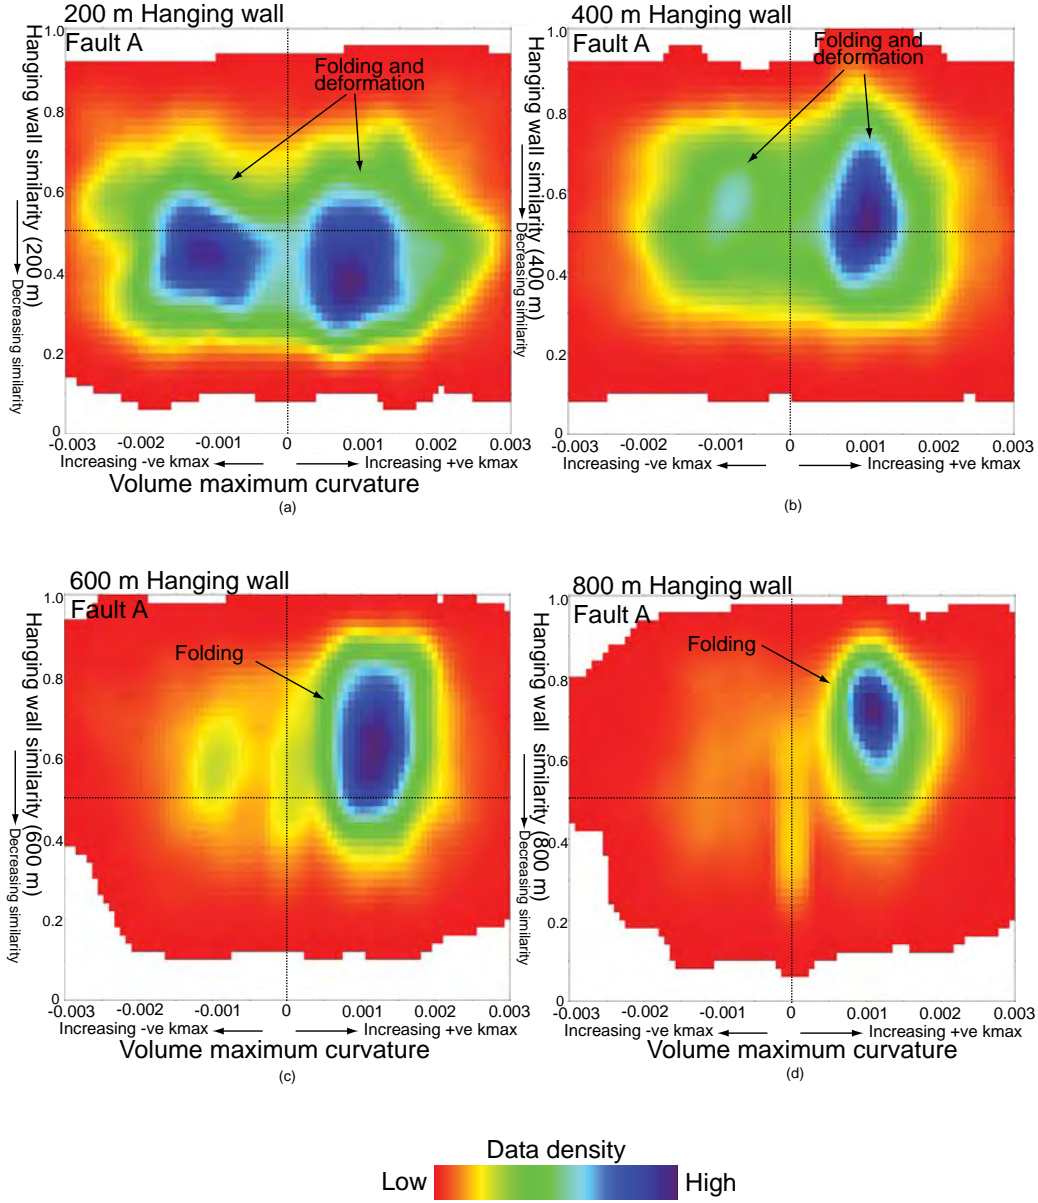 200 m Hanging wall
Fault A
Folding and
deformation
Hanging wall similarity (200 m)
Decreasing similarity
1.0
0.8
0.6
0.4
0.2
0
-0.003 -0.002 -0.001 0 0.001 0.002 0.003
Increasing -ve kmax Increasing +ve kmax
Volume maximum curvature
(a)
400 m Hanging wall
Fault A
Folding and
deformation
Hanging wall similarity (400 m)
Decreasing similarity
1.0
0.8
0.6
0.4
0.2
0
-0.003 -0.002 -0.001 0 0.001 0.002 0.003
Increasing -ve kmax Increasing +ve kmax
(b)
600 m Hanging wall
Fault A
Folding
Hanging wall similarity (600 m)
Decreasing similarity
1.0
0.8
0.6
0.4
0.2
0
-0.003 -0.002 -0.001 0 0.001 0.002 0.003
Increasing -ve kmax Increasing +ve kmax
Volume maximum curvature
(c)
800 m Hanging wall
Fault A
Folding
Hanging wall similarity (800 m)
Decreasing similarity
1.0
0.8
0.6
0.4
0.2
0
-0.003 -0.002 -0.001 0 0.001 0.002 0.003
Increasing -ve kmax Increasing +ve kmax
Volume maximum curvature
(d)
Data density
Low High